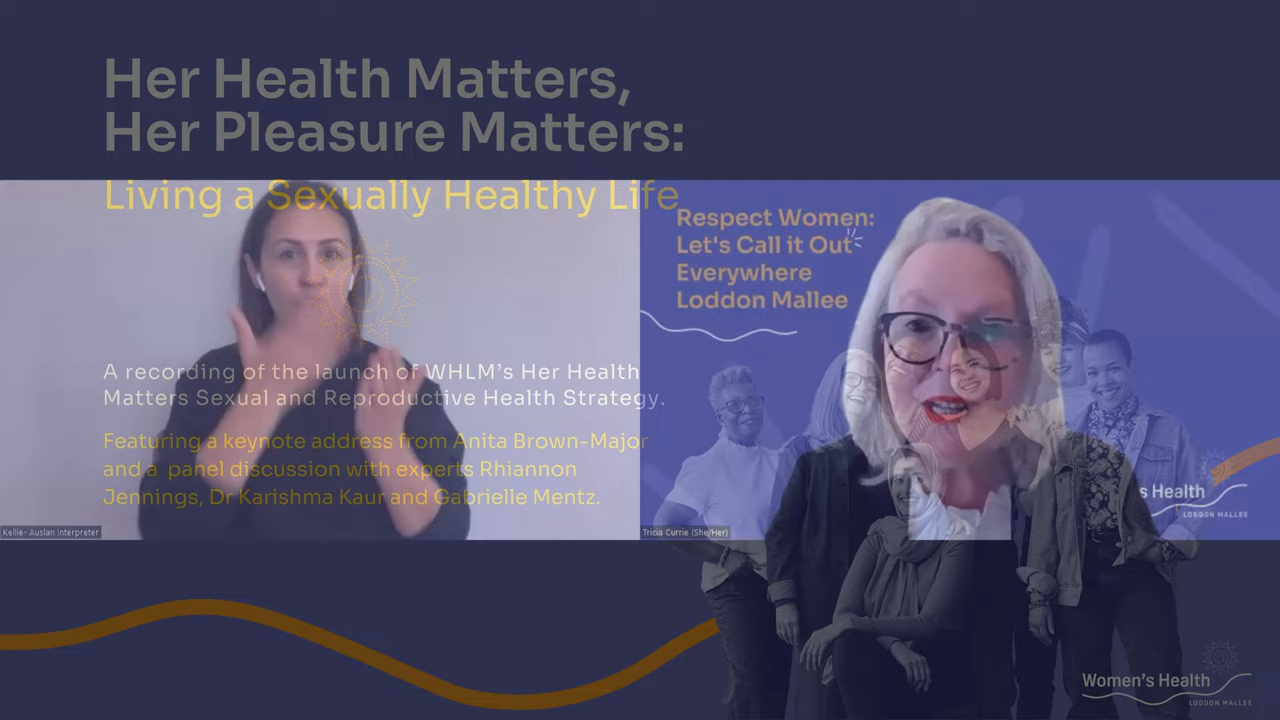 Her Health Matters,
Her Pleasure Matters:
Living a Sexually Healthy Life
Respect Women:
Let's Call it Out
Everywhere
Loddon Mallee
A recording of the launch of WHLM’s Her Health
Matters Sexual and Reproductive Health Strategy.
Featuring a keynote address from Anita Brown-Major
and a panel discussion with experts Rhiannon
Jennings, Dr Karishma Kaur and Gabrielle Mentz.
s Health
LODDON MALLEE
Kellie- Auslan Interpreter
Tricia Currie (She/Her)
Women’s Health
LODDON MALLEE